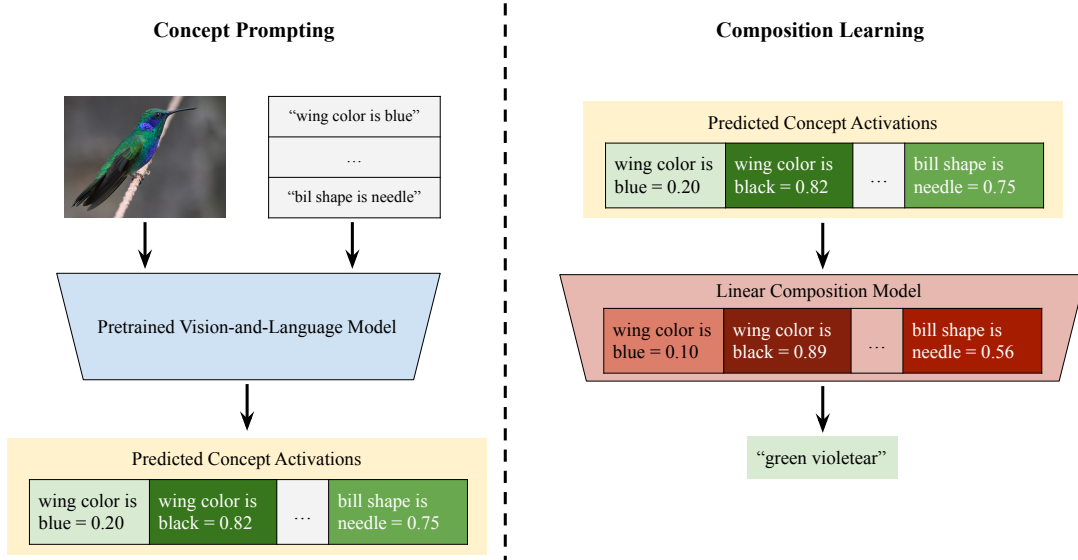 Concept Prompting
“wing color is blue”
…
“bil shape is needle”
Pretrained Vision-and-Language Model
Predicted Concept Activations
wing color is
blue = 0.20
wing color is
black = 0.82
…
bill shape is
needle = 0.75
Composition Learning
Predicted Concept Activations
wing color is
blue = 0.20
wing color is
black = 0.82
…
bill shape is
needle = 0.75
Linear Composition Model
wing color is
blue = 0.10
wing color is
black = 0.89
…
bill shape is
needle = 0.56
“green violetear”